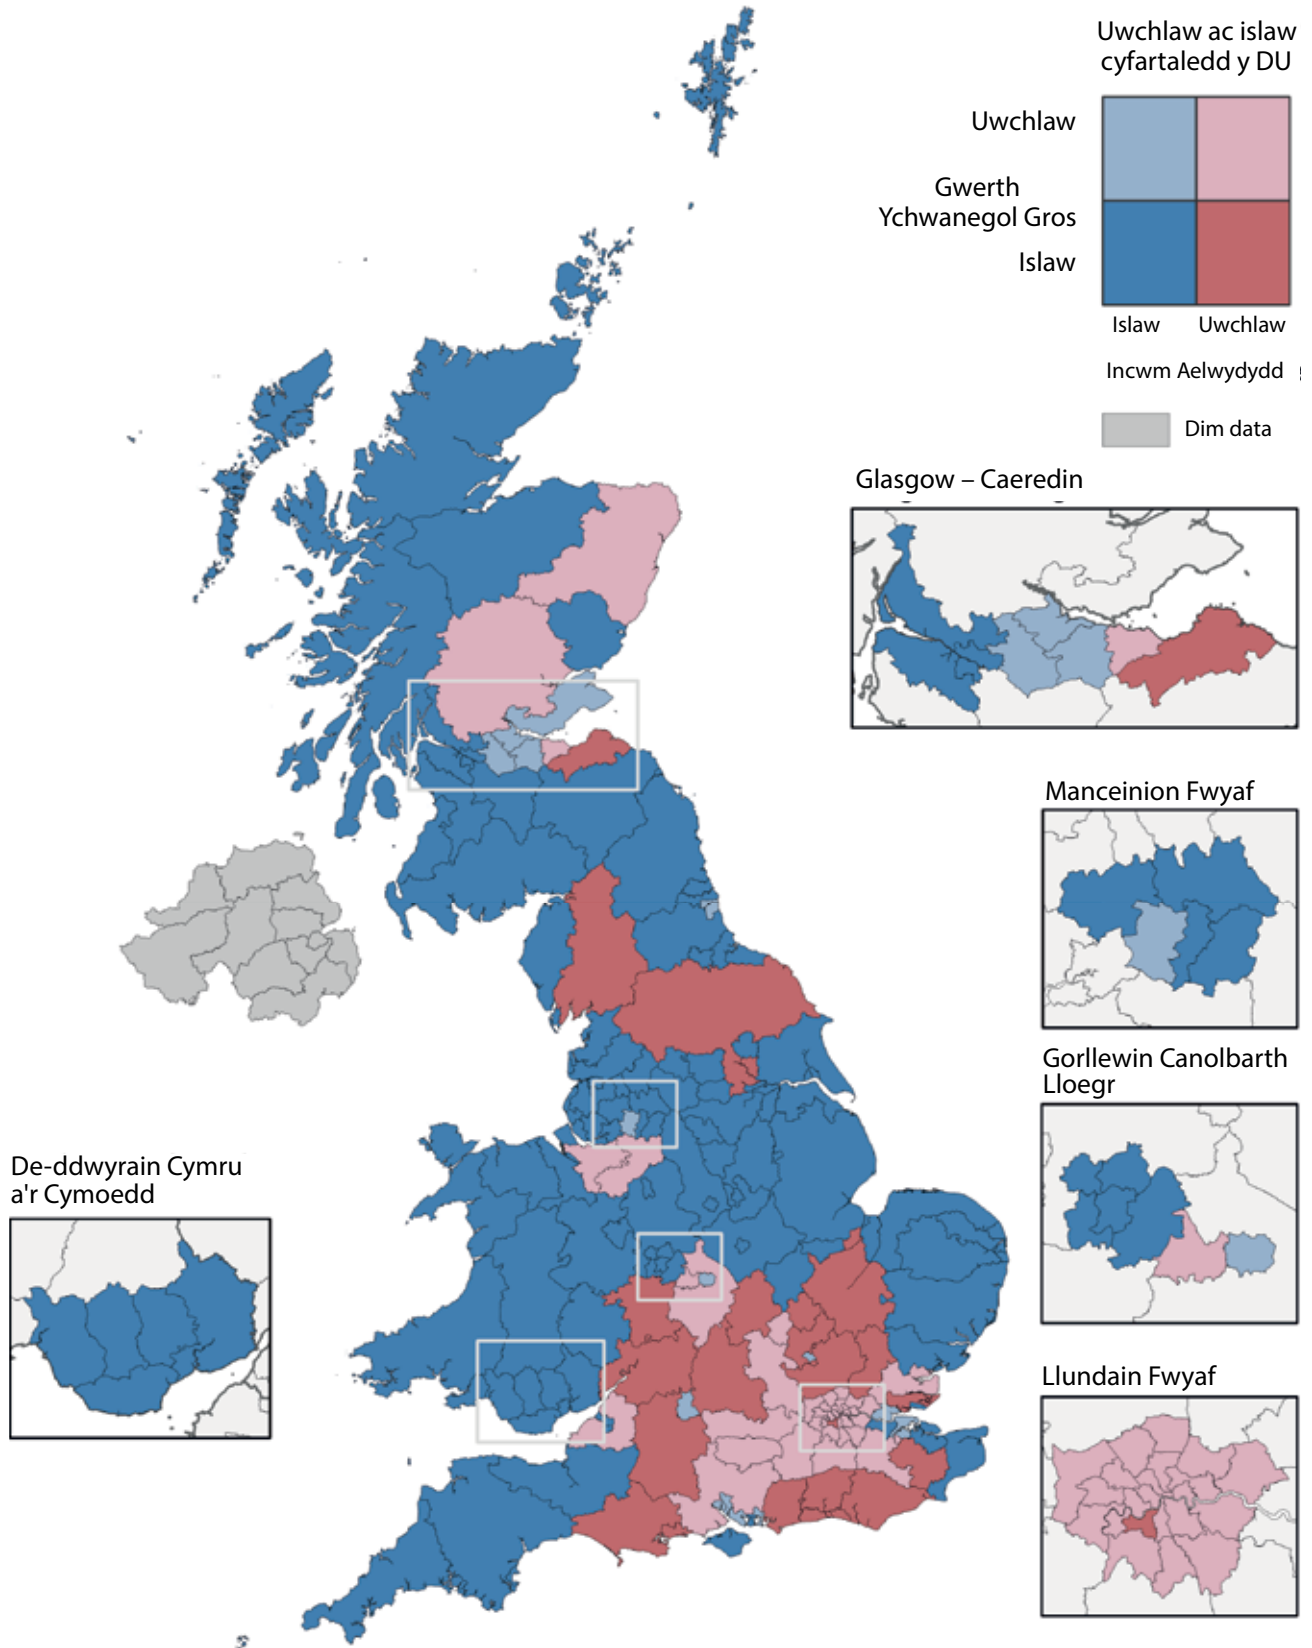 Uwchlaw ac islaw
cyfartaledd y DU
Uwchlaw
Gwerth
Ychwanegol Gros
Islaw
Islaw Uwchlaw
Incwm Aelwydydd
Dim data
Glasgow – Caeredin
Manceinion Fwyaf
Gorllewin Canolbarth
Lloegr
De-ddwyrain Cymru
a'r Cymoedd
Llundain Fwyaf